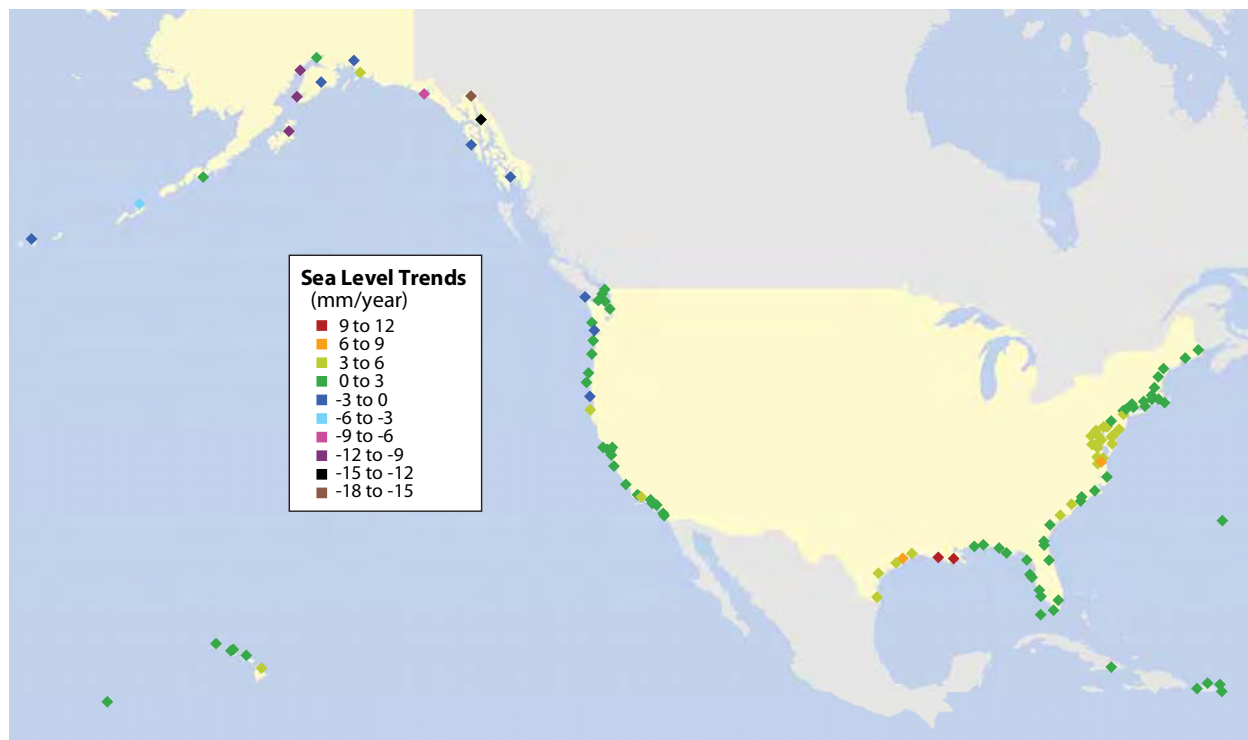 Sea Level Trends
(mm/year)
9 to 12
6 to 9
3 to 6
0 to 3
-3 to 0
-6 to -3
-9 to -6
-12 to -9
-15 to -12
-18 to -15